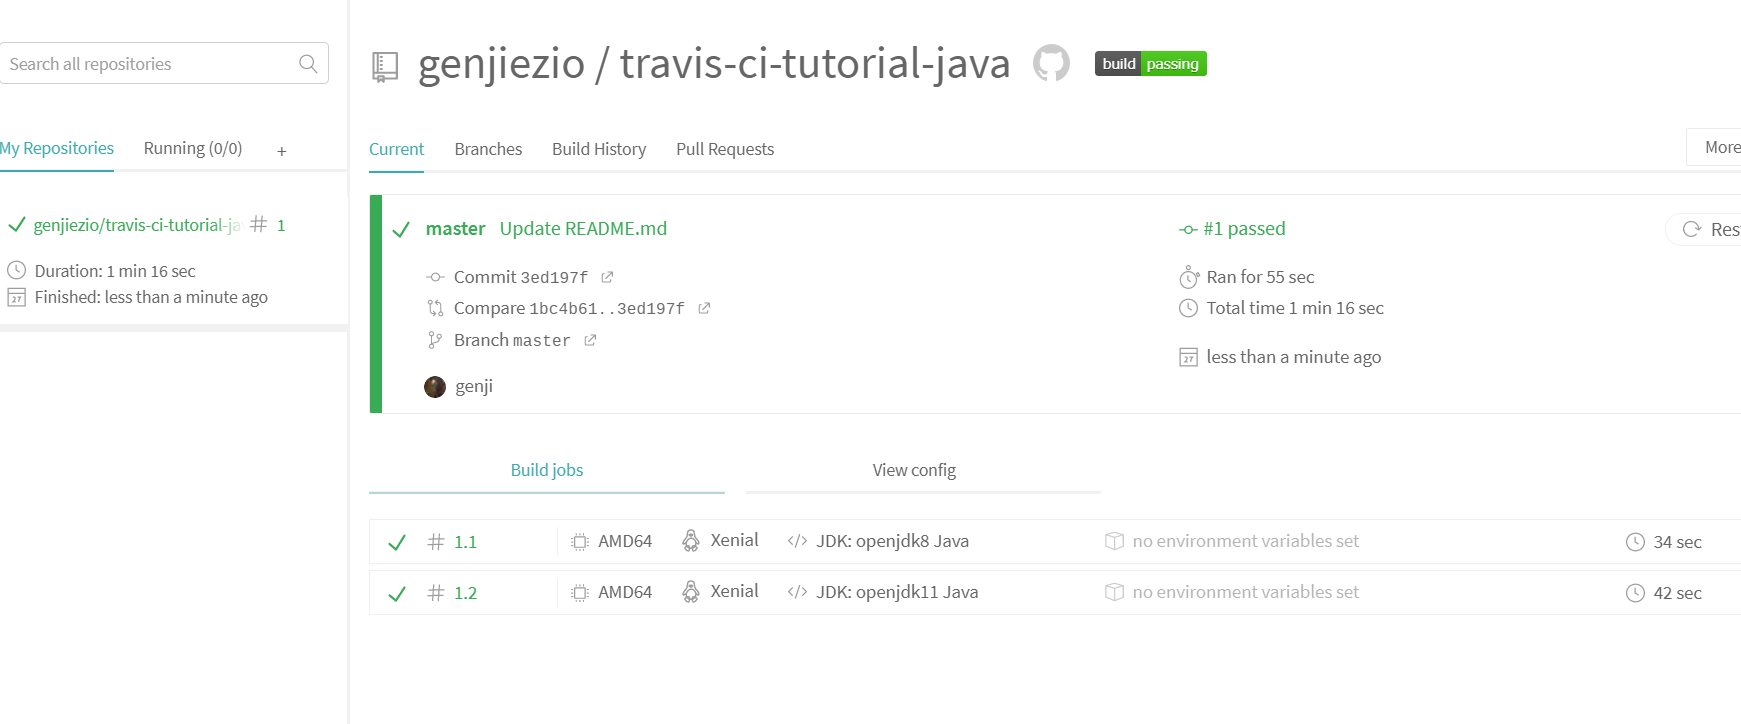 Search all repositories
genjiezio / travis-ci-tutorial-java
build passing
My Repositories
Running (0/0)
+
Current
Branches
Build History
Pull Requests
More
genjiezio/travis-ci-tutorial-ja
# 1
Duration: 1 min 16 sec
27 Finished: less than a minute ago
master Update README.md
#1 passed
Res
Commit 3ed197f
Ran for 55 sec
Compare 1bc4b61..3ed197f
Total time 1 min 16 sec
Branch master
27 less than a minute ago
genji
Build jobs
View config
# 1.1 AMD64 Xenial </> JDK: openjdk8 Java no environment variables set 34 sec
# 1.2 AMD64 Xenial </> JDK: openjdk11 Java no environment variables set 42 sec